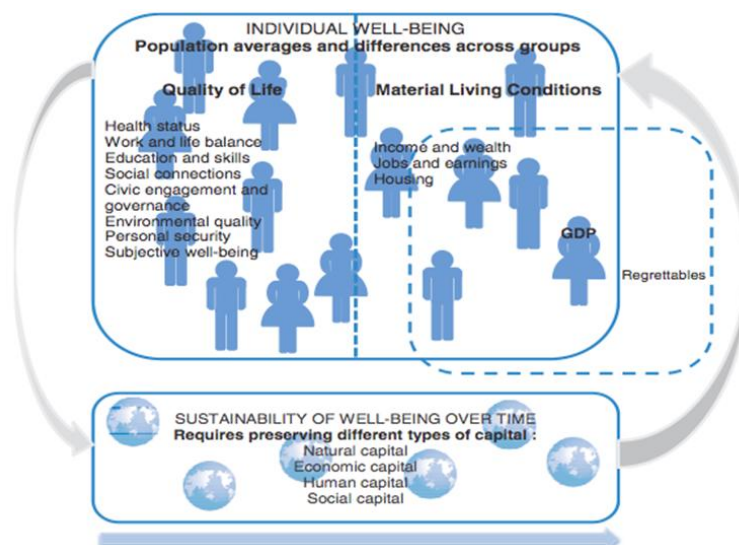 INDIVIDUAL WELL-BEING
Population averages and differences across groups
Quality of Life
Health status
Work and life balance
Education and skills
Social connections
Civic engagement and
governance
Environmental quality
Personal security
Subjective well-being
Material Living Conditions
Income and wealth
Jobs and earnings
Housing
GDP
Regrettables
SUSTAINABILITY OF WELL-BEING OVER TIME
Requires preserving different types of capital :
Natural capital
Economic capital
Human capital
Social capital